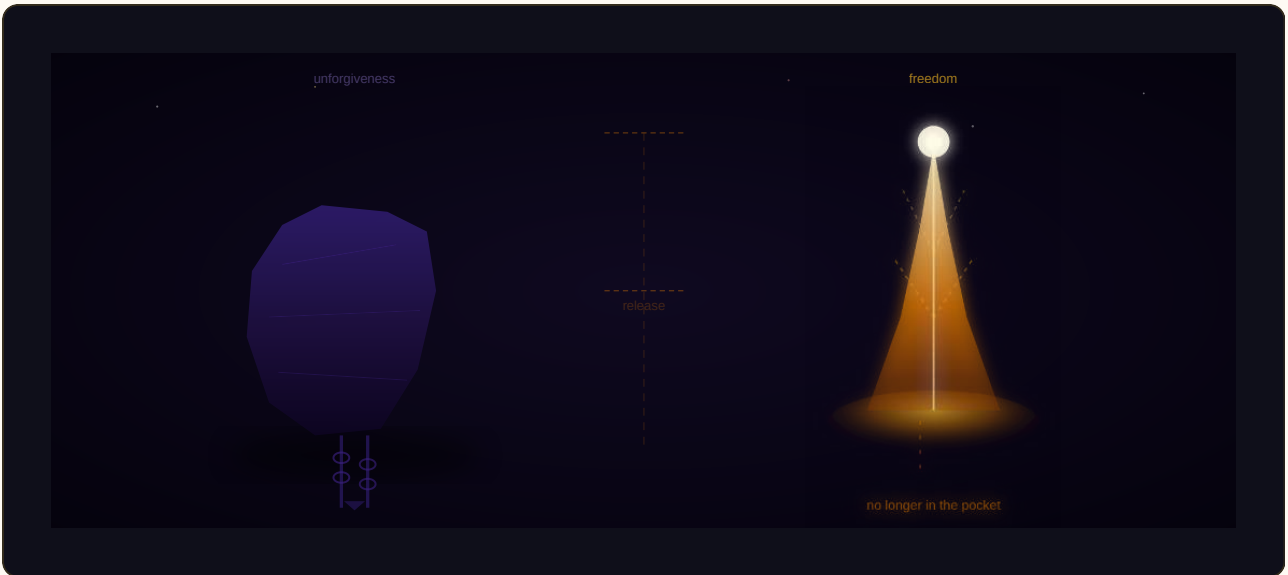 unforgiveness
freedom
release
no longer in the pocket